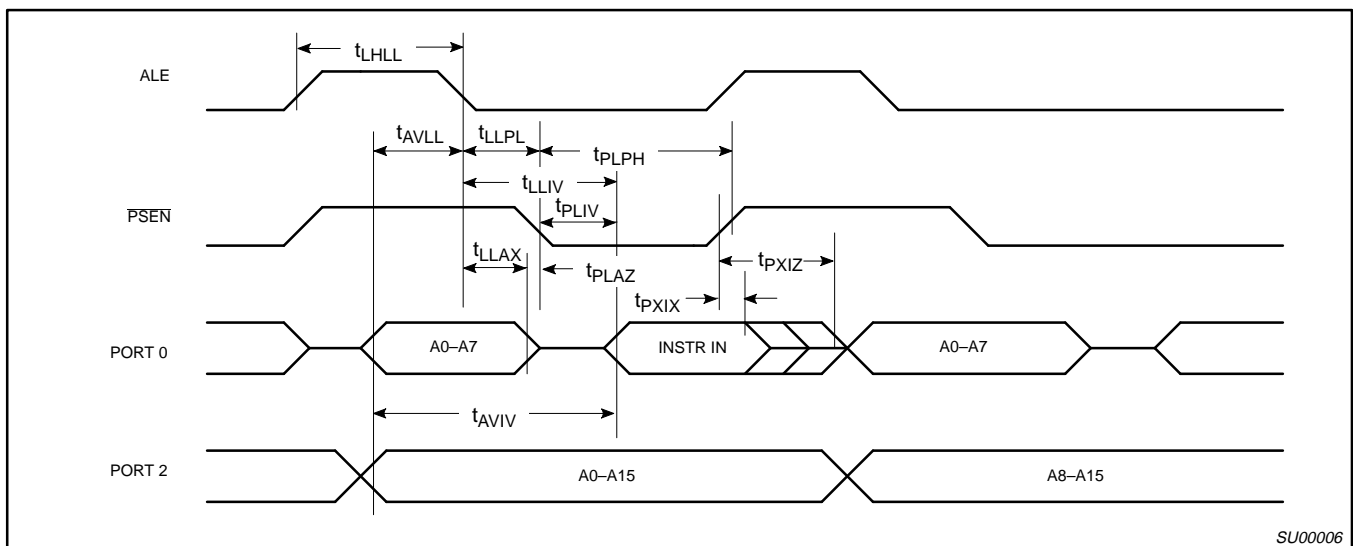 tLHLL
ALE
tAVLL
tLLPL
tPLPH
tLLIV
PSEN
tPLIV
tLLAX
tPLAZ
tPXIZ
tPXIX
PORT 0
A0–A7
INSTR IN
A0–A7
tAVIV
PORT 2
A0–A15
A8–A15
SU00006